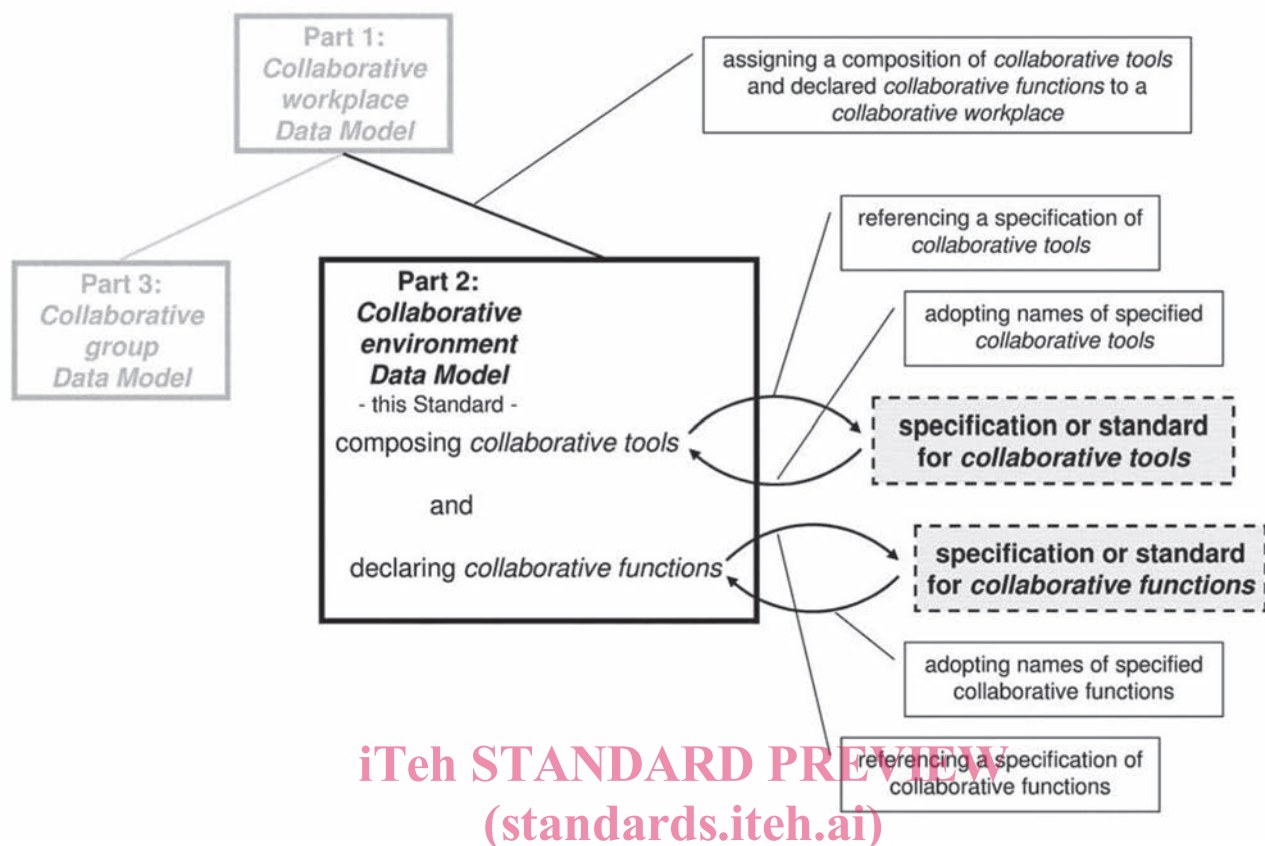 Part 1:
Collaborative
workplace
Data Model
assigning a composition of collaborative tools
and declared collaborative functions to a
collaborative workplace
referencing a specification of
collaborative tools
Part 3:
Collaborative
group
Data Model
Part 2:
Collaborative
environment
Data Model
- this Standard -
composing collaborative tools
and
declaring collaborative functions
adopting names of specified
collaborative tools
specification or standard
for collaborative tools
specification or standard
for collaborative functions
adopting names of specified
collaborative functions
referencing a specification of
collaborative functions
iTeh STANDARD PREVIEW
(standards.iteh.ai)